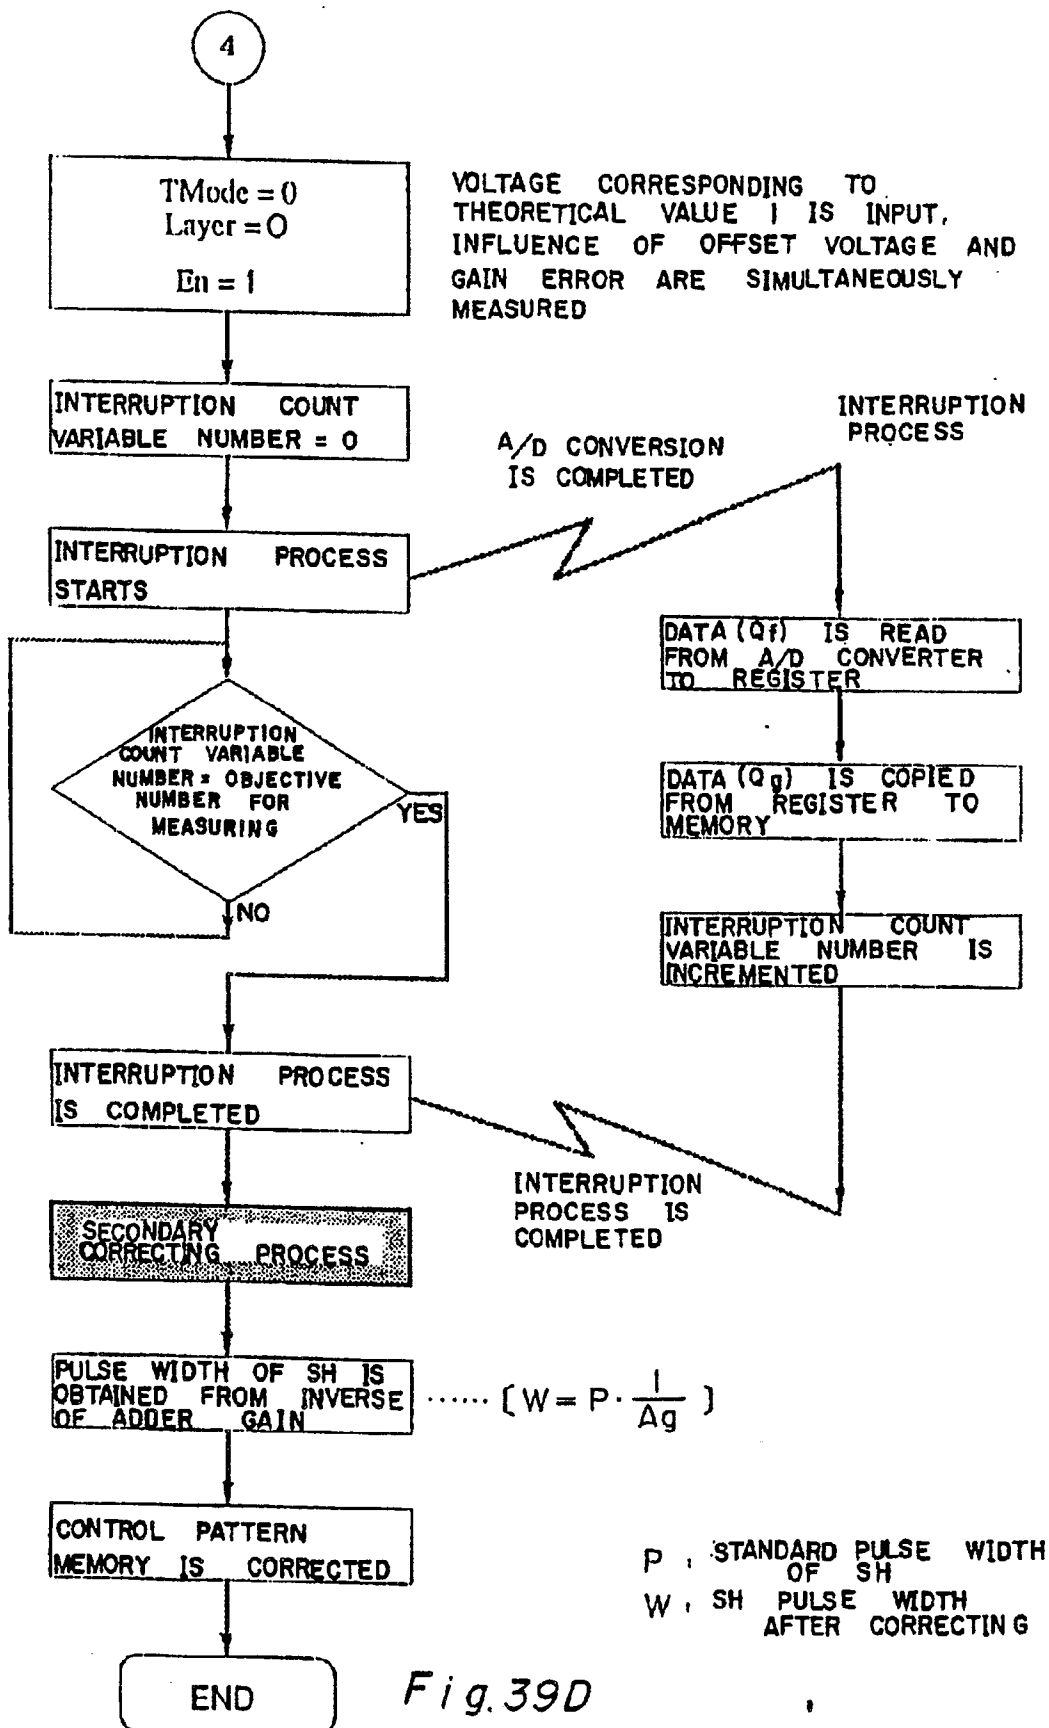 4
TMode = 0
Layer = 0
En = 1
VOLTAGE CORRESPONDING TO
THEORETICAL VALUE 1 IS INPUT,
INFLUENCE OF OFFSET VOLTAGE AND
GAIN ERROR ARE SIMULTANEOUSLY
MEASURED
INTERRUPTION COUNT
VARIABLE NUMBER = 0
A/D CONVERSION
IS COMPLETED
INTERRUPTION
PROCESS
INTERRUPTION PROCESS
STARTS
DATA (Qf) IS READ
FROM A/D CONVERTER
TO REGISTER
INTERRUPTION
COUNT VARIABLE
NUMBER = OBJECTIVE
NUMBER FOR
MEASURING
YES
NO
DATA (Qg) IS COPIED
FROM REGISTER TO
MEMORY
INTERRUPTION COUNT
VARIABLE NUMBER IS
INCREMENTED
INTERRUPTION PROCESS
IS COMPLETED
INTERRUPTION
PROCESS IS
COMPLETED
SECONDARY
CORRECTING PROCESS
PULSE WIDTH OF SH IS
OBTAINED FROM INVERSE
OF ADDER GAIN
...... [ W = P · 1/Ag ]
CONTROL PATTERN
MEMORY IS CORRECTED
P , STANDARD PULSE WIDTH
OF SH
W , SH PULSE WIDTH
AFTER CORRECTING
END
Fig. 39D